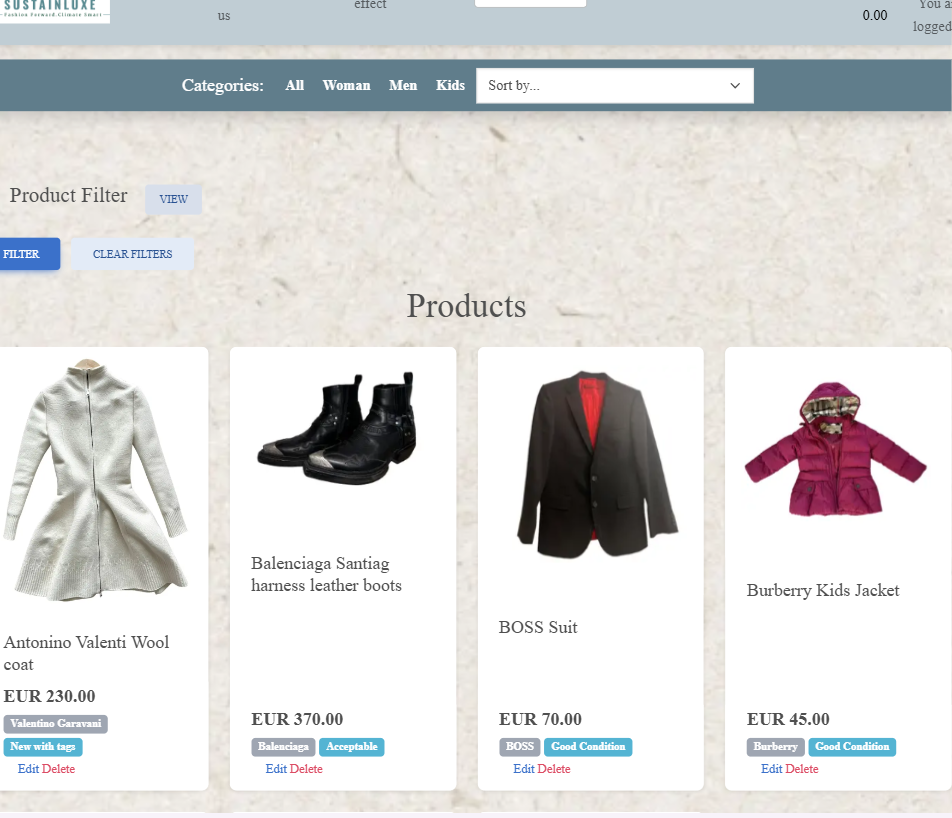 SUSTAINLUXE
Fashion Forward. Climate Smart
us
effect
0.00
You a
logged
Categories: All Woman Men Kids Sort by...
Product Filter VIEW
FILTER CLEAR FILTERS
Products
Antonino Valenti Wool
coat
EUR 230.00
Valentino Garavani
New with tags
Edit Delete
Balenciaga Santiag
harness leather boots
EUR 370.00
Balenciaga Acceptable
Edit Delete
BOSS Suit
EUR 70.00
BOSS Good Condition
Edit Delete
Burberry Kids Jacket
EUR 45.00
Burberry Good Condition
Edit Delete